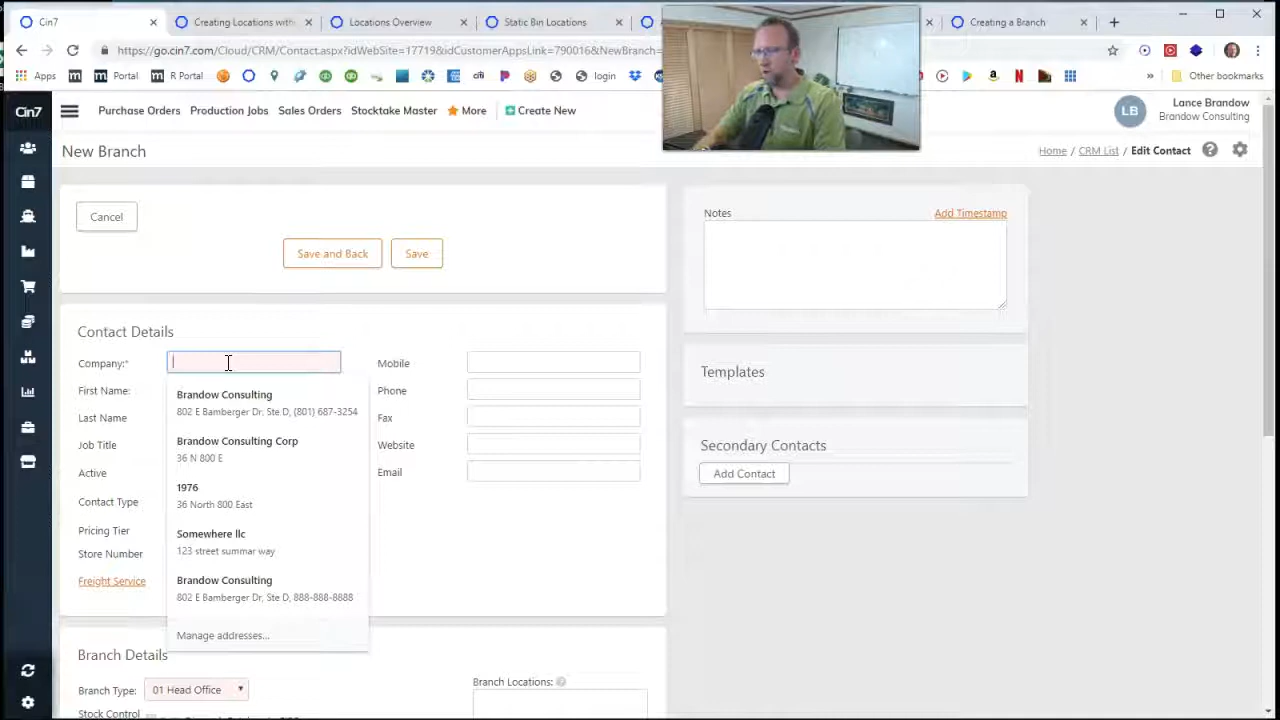 Cin7
Creating Locations with
Locations Overview
Static Bin Locations
Creating a Branch
https://go.cin7.com/Cloud/CRM/Contact.aspx?idWebSite=17719&idCustomerAppsLink=790016&NewBranch=
Apps
Portal
R Portal
citi
login
Other bookmarks
Cin7
Purchase Orders
Production Jobs
Sales Orders
Stocktake Master
More
Create New
LB
Lance Brandow
Brandow Consulting
New Branch
Home / CRM List / Edit Contact
Cancel
Save and Back
Save
Notes
Add Timestamp
Contact Details
Company:*
First Name:
Last Name
Job Title
Active
Contact Type
Pricing Tier
Store Number
Freight Service
Brandow Consulting
802 E Bamberger Dr, Ste D, (801) 687-3254
Brandow Consulting Corp
36 N 800 E
1976
36 North 800 East
Somewhere llc
123 street summar way
Brandow Consulting
802 E Bamberger Dr, Ste D, 888-888-8888
Manage addresses...
Mobile
Phone
Fax
Website
Email
Templates
Secondary Contacts
Add Contact
Branch Details
Branch Type:
01 Head Office
Branch Locations:
Stock Control